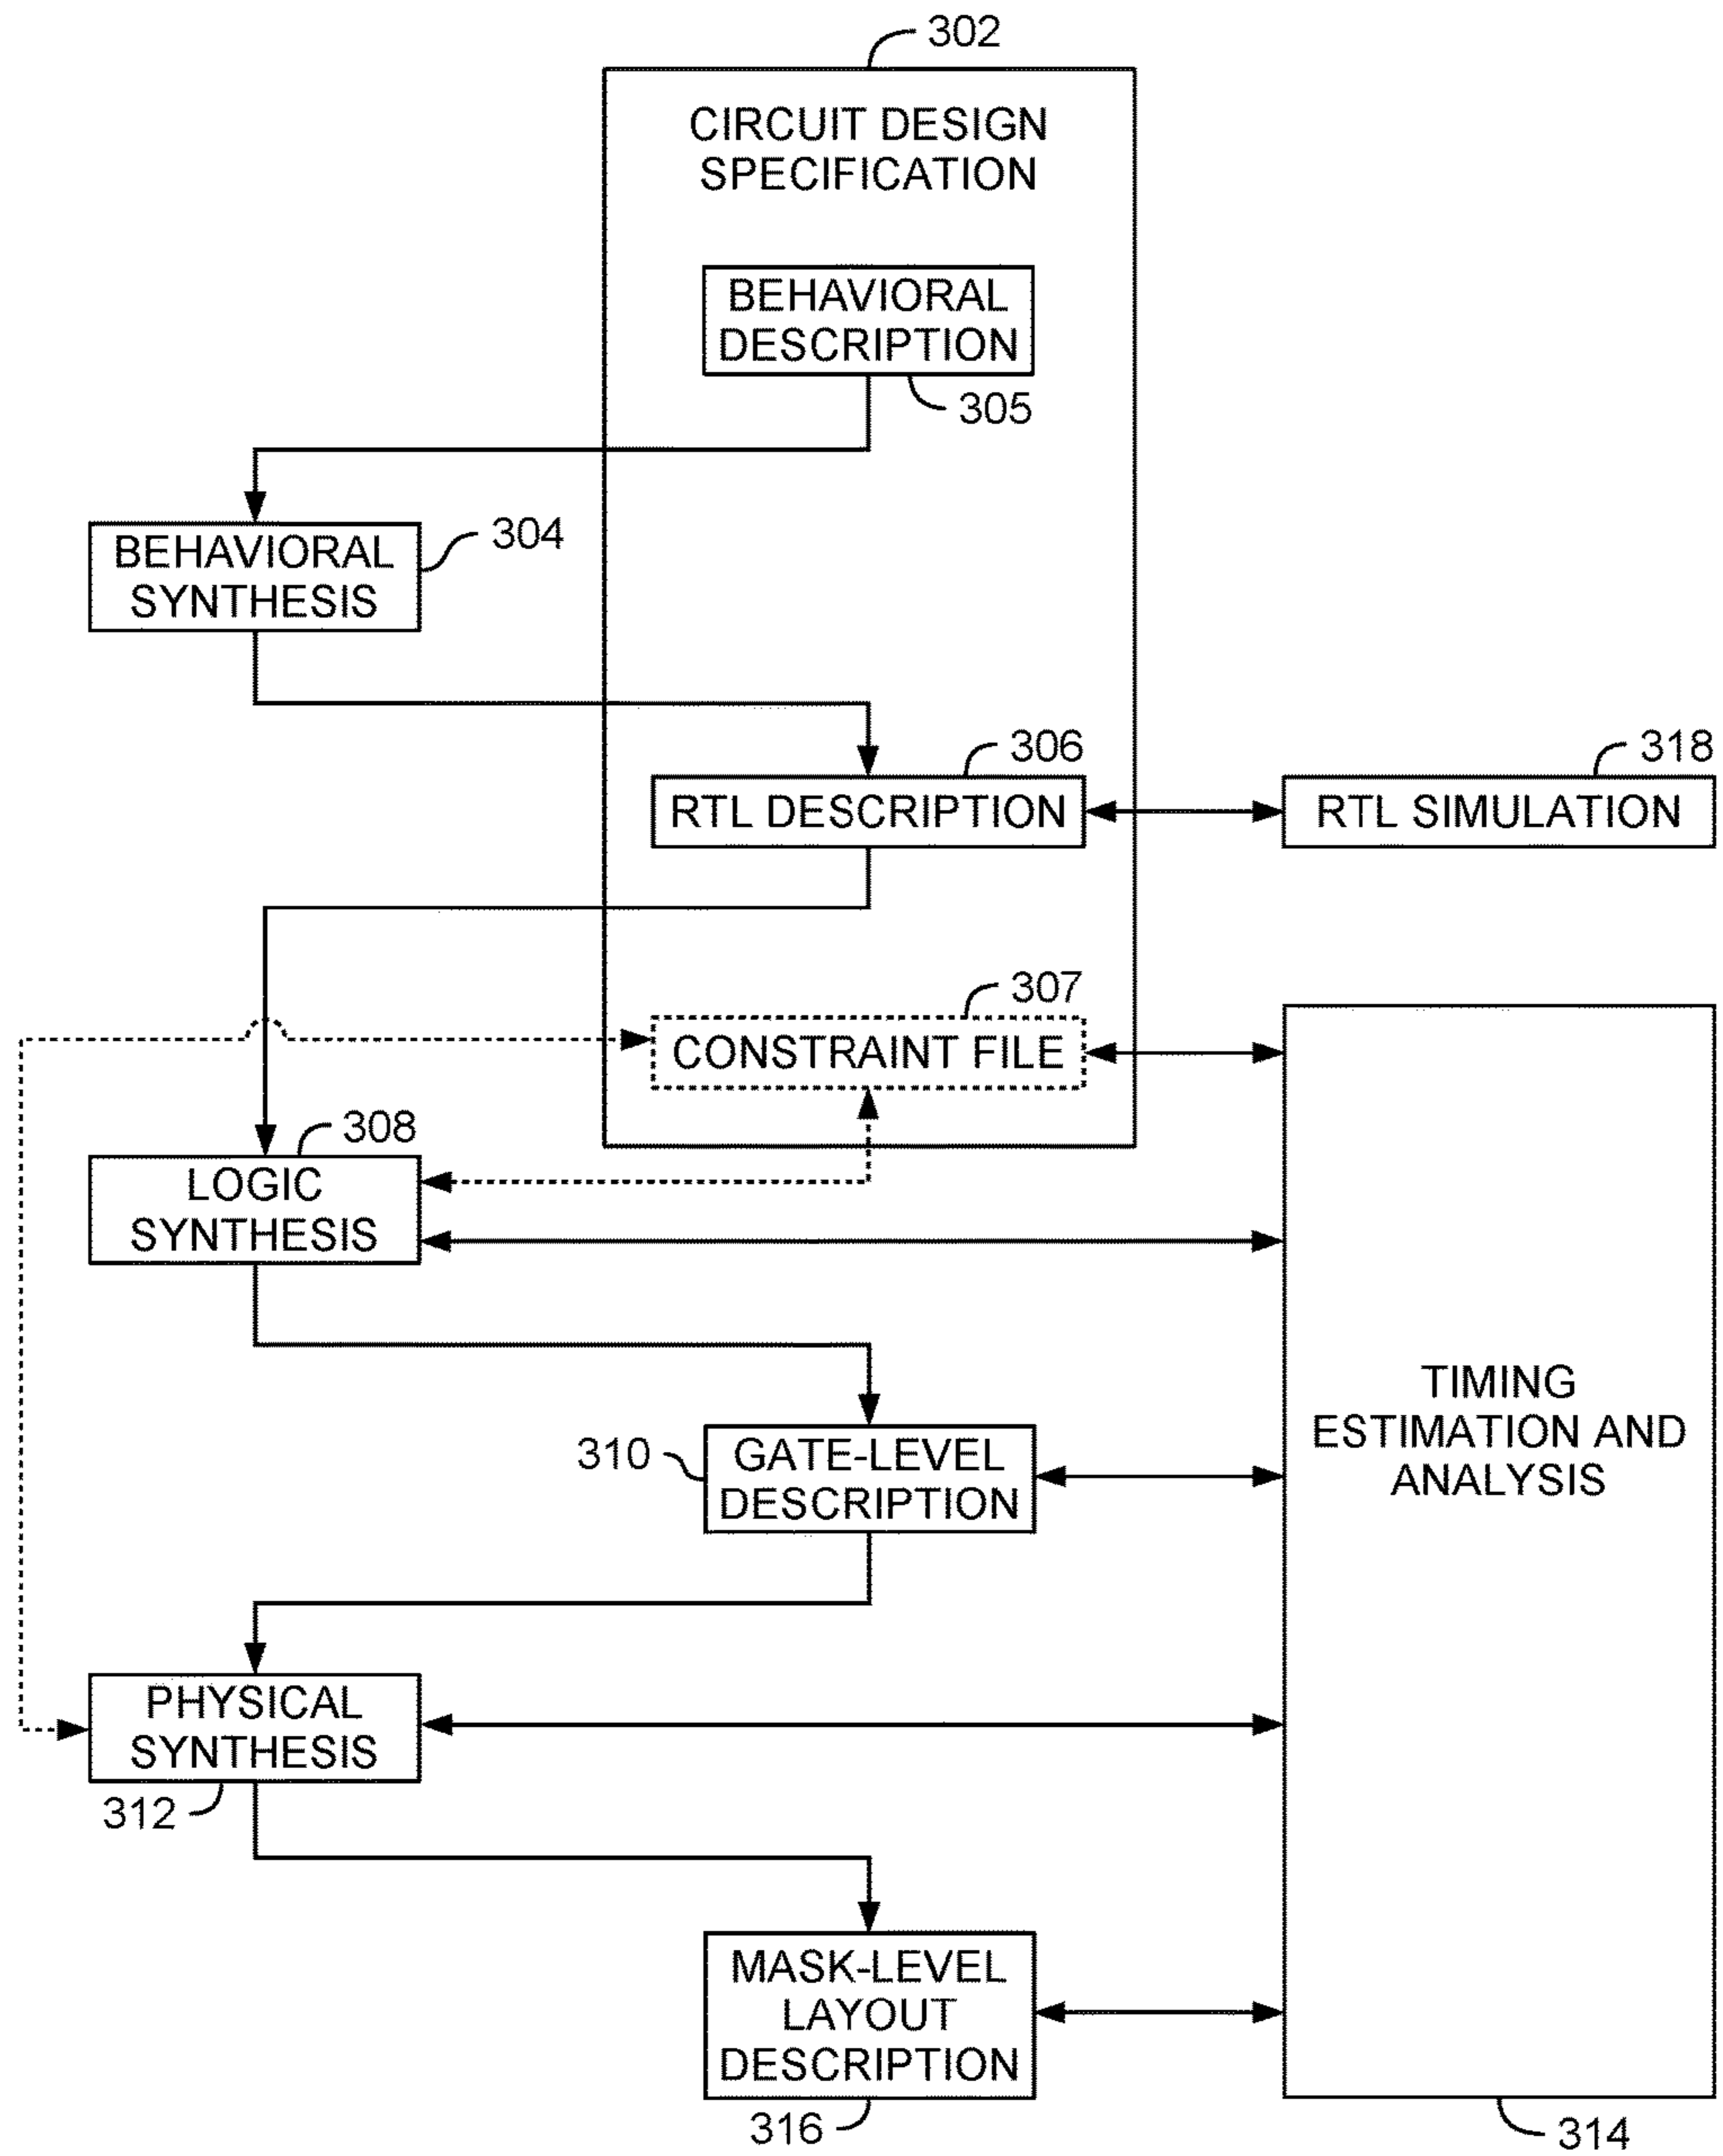 302
CIRCUIT DESIGN
SPECIFICATION
BEHAVIORAL
DESCRIPTION
305
304
BEHAVIORAL
SYNTHESIS
306
RTL DESCRIPTION
318
RTL SIMULATION
307
CONSTRAINT FILE
308
LOGIC
SYNTHESIS
TIMING
ESTIMATION AND
ANALYSIS
310
GATE-LEVEL
DESCRIPTION
PHYSICAL
SYNTHESIS
312
MASK-LEVEL
LAYOUT
DESCRIPTION
316
314